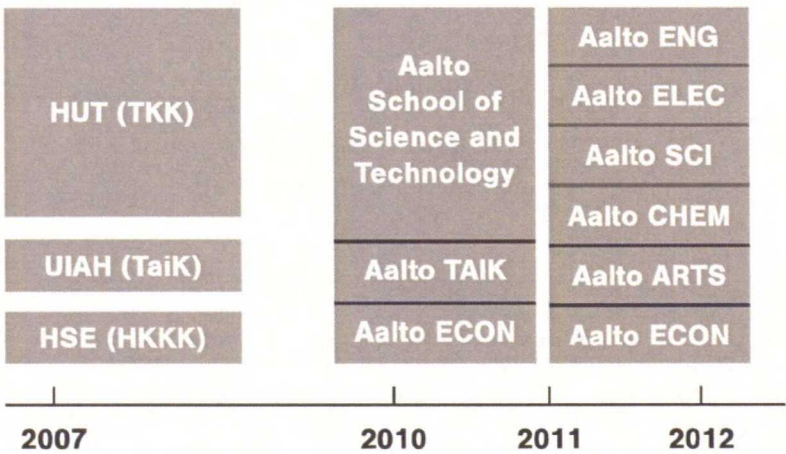 HUT (TKK)
UIAH (TaiK)
HSE (HKKK)
Aalto
School of
Science and
Technology
Aalto TAIK
Aalto ECON
Aalto ENG
Aalto ELEC
Aalto SCI
Aalto CHEM
Aalto ARTS
Aalto ECON
2007
2010
2011
2012